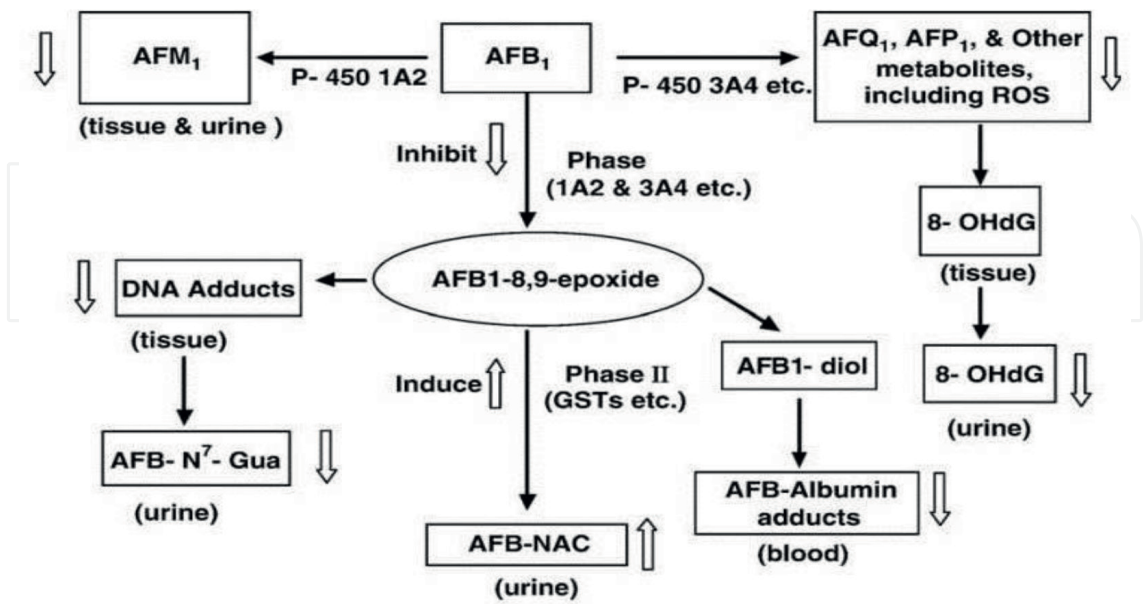 AFM₁
(tissue & urine )
P- 450 1A2
AFB₁
P- 450 3A4 etc.
AFQ₁, AFP₁, & Other
metabolites,
including ROS
Inhibit
Phase
(1A2 & 3A4 etc.)
8- OHdG
(tissue)
AFB1-8,9-epoxide
DNA Adducts
(tissue)
Induce
Phase II
(GSTs etc.)
AFB1- diol
8- OHdG
(urine)
AFB- N⁷- Gua
(urine)
AFB-Albumin
adducts
(blood)
AFB-NAC
(urine)